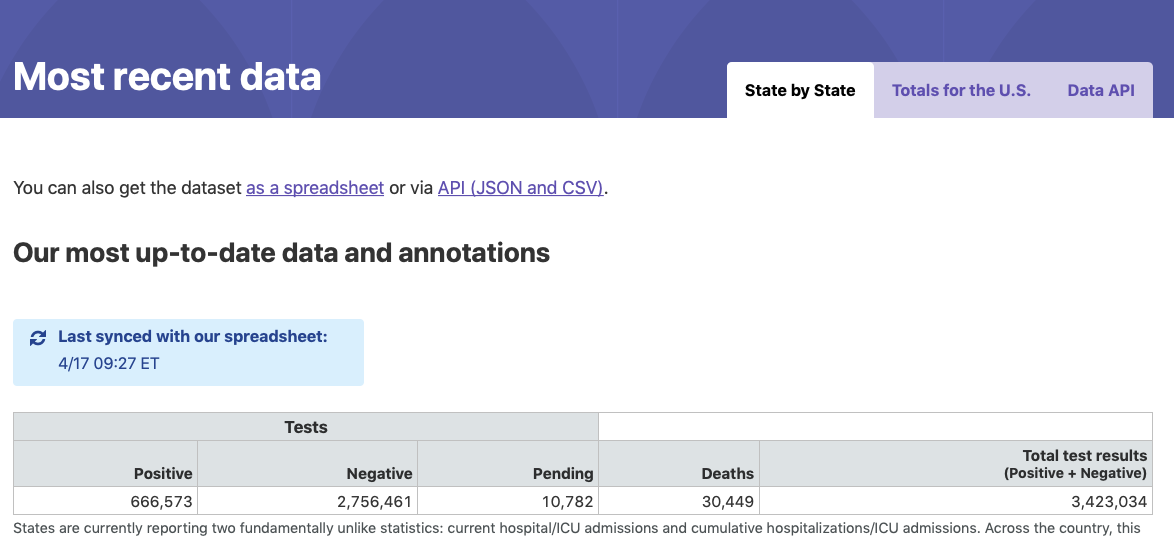 Most recent data
State by State
Totals for the U.S.
Data API
You can also get the dataset as a spreadsheet or via API (JSON and CSV).
Our most up-to-date data and annotations
Last synced with our spreadsheet:
4/17 09:27 ET
Tests
Positive Negative Pending Deaths Total test results (Positive + Negative)
666,573 2,756,461 10,782 30,449 3,423,034
States are currently reporting two fundamentally unlike statistics: current hospital/ICU admissions and cumulative hospitalizations/ICU admissions. Across the country, this